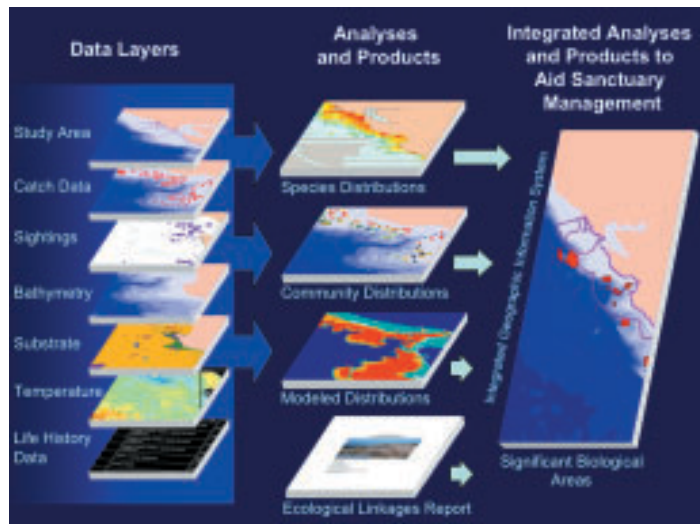 Data Layers
Study Area
Catch Data
Sightings
Bathymetry
Substrate
Temperature
Life History
Data
Analyses
and Products
Species Distributions
Community Distributions
Modeled Distributions
Ecological Linkages Report
Integrated Analyses
and Products to
Aid Sanctuary
Management
Integrated Geographic Information System
Significant Biological
Areas